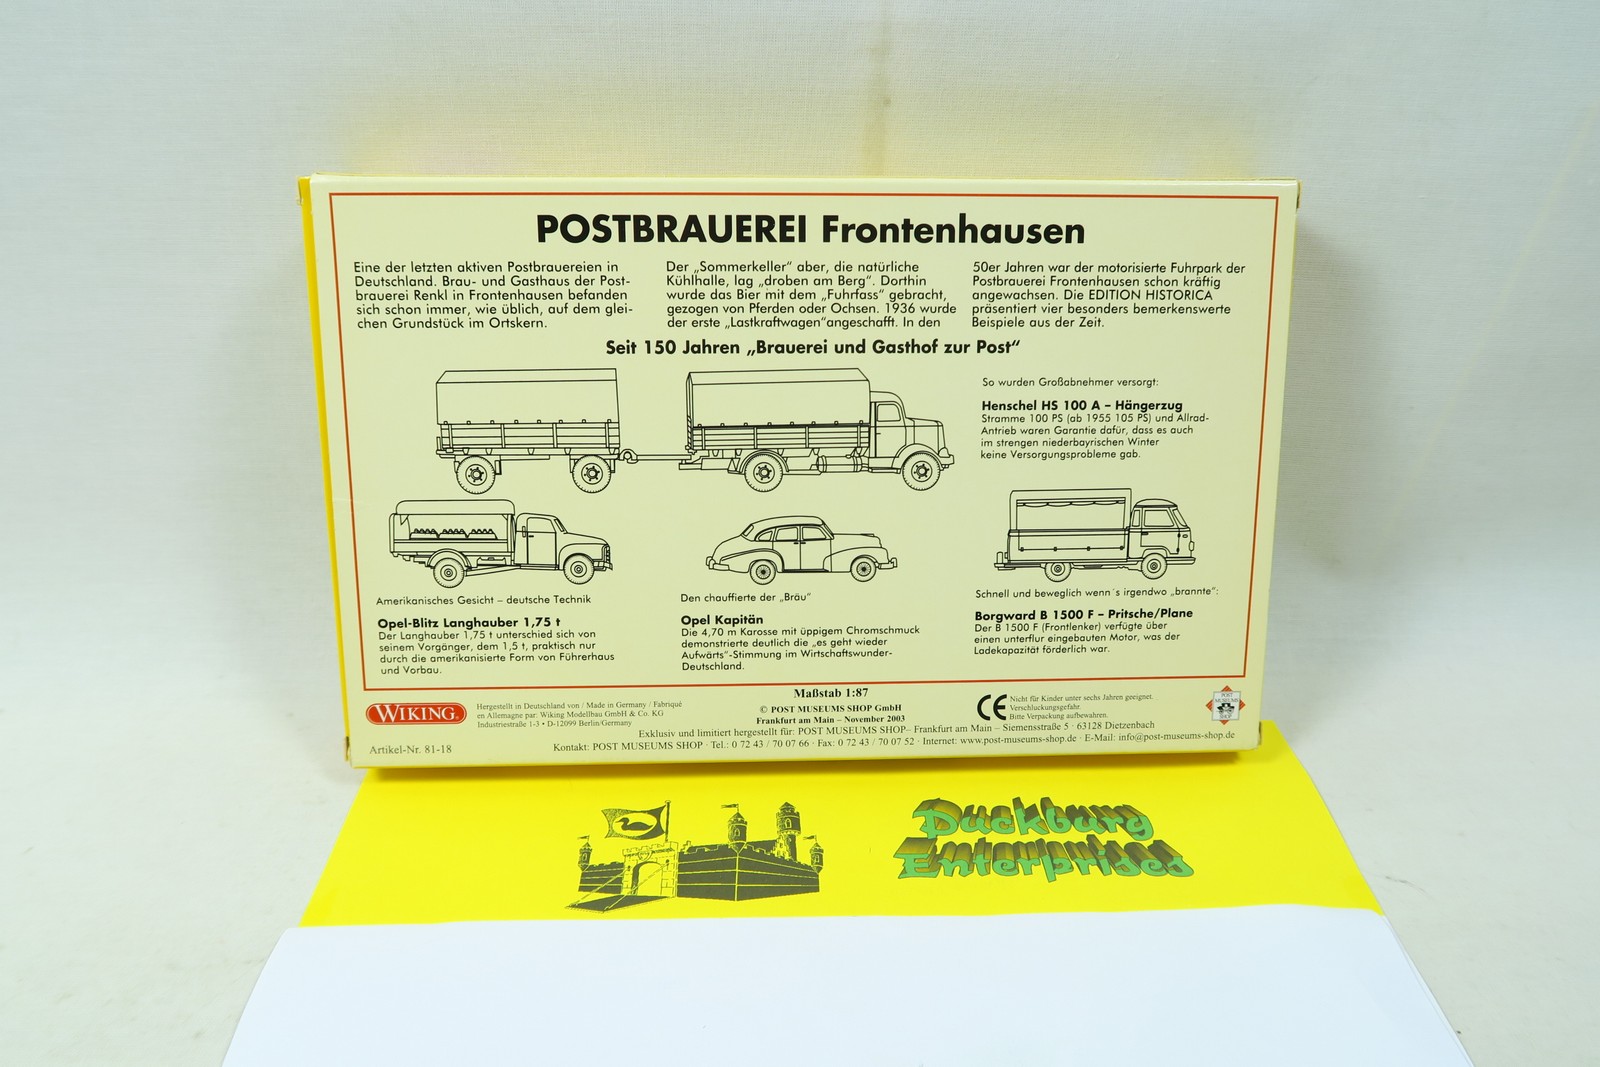 POSTBRAUEREI Frontenhausen
Eine der letzten aktiven Postbrauereien in
Deutschland. Brau- und Gasthaus der Post-
brauerei Renkl in Frontenhausen befanden
sich schon immer, wie üblich, auf dem glei-
chen Grundstück im Ortskern.
Der „Sommerkeller“ aber, die natürliche
Kühlhalle, lag „droben am Berg“. Dorthin
wurde das Bier mit dem „Fuhrfass“ gebracht,
gezogen von Pferden oder Ochsen. 1936 wurde
der erste „Lastkraftwagen“angeschafft. In den
50er Jahren war der motorisierte Fuhrpark der
Postbrauerei Frontenhausen schon kräftig
angewachsen. Die EDITION HISTORICA
präsentiert vier besonders bemerkenswerte
Beispiele aus der Zeit.
Seit 150 Jahren „Brauerei und Gasthof zur Post“
So wurden Großabnehmer versorgt:
Henschel HS 100 A – Hängerzug
Stramme 100 PS (ab 1955 105 PS) und Allrad-
Antrieb waren Garantie dafür, dass es auch
im strengen niederbayrischen Winter
keine Versorgungsprobleme gab.
Amerikanisches Gesicht – deutsche Technik
Opel-Blitz Langhauber 1,75 t
Der Langhauber 1,75 t unterschied sich von
seinem Vorgänger, dem 1,5 t, praktisch nur
durch die amerikanisierte Form von Führerhaus
und Vorbau.
Den chauffierte der „Bräu“
Opel Kapitän
Die 4,70 m Karosse mit üppigem Chromschmuck
demonstrierte deutlich die „es geht wieder
Aufwärts“-Stimmung im Wirtschaftswunder-
Deutschland.
Schnell und beweglich wenn´s irgendwo „brannte“:
Borgward B 1500 F – Pritsche/Plane
Der B 1500 F (Frontlenker) verfügte über
einen unterflur eingebauten Motor, was der
Ladekapazität förderlich war.
WIKING
Hergestellt in Deutschland von / Made in Germany / Fabriqué
en Allemagne par: Wiking Modellbau GmbH & Co. KG
Industriestraße 1-3 • D-12099 Berlin/Germany
Artikel-Nr. 81-18
Maßstab 1:87
© POST MUSEUMS SHOP GmbH
Frankfurt am Main – November 2003
CE
Nicht für Kinder unter sechs Jahren geeignet.
Verschluckungsgefahr.
Bitte Verpackung aufbewahren.
POST
MUSEUMS
SHOP
Exklusiv und limitiert hergestellt für: POST MUSEUMS SHOP– Frankfurt am Main – Siemensstraße 5 · 63128 Dietzenbach
Kontakt: POST MUSEUMS SHOP · Tel.: 0 72 43 / 70 07 66 · Fax: 0 72 43 / 70 07 52 · Internet: www.post-museums-shop.de · E-Mail: info@post-museums-shop.de
Duckburg
Enterprises